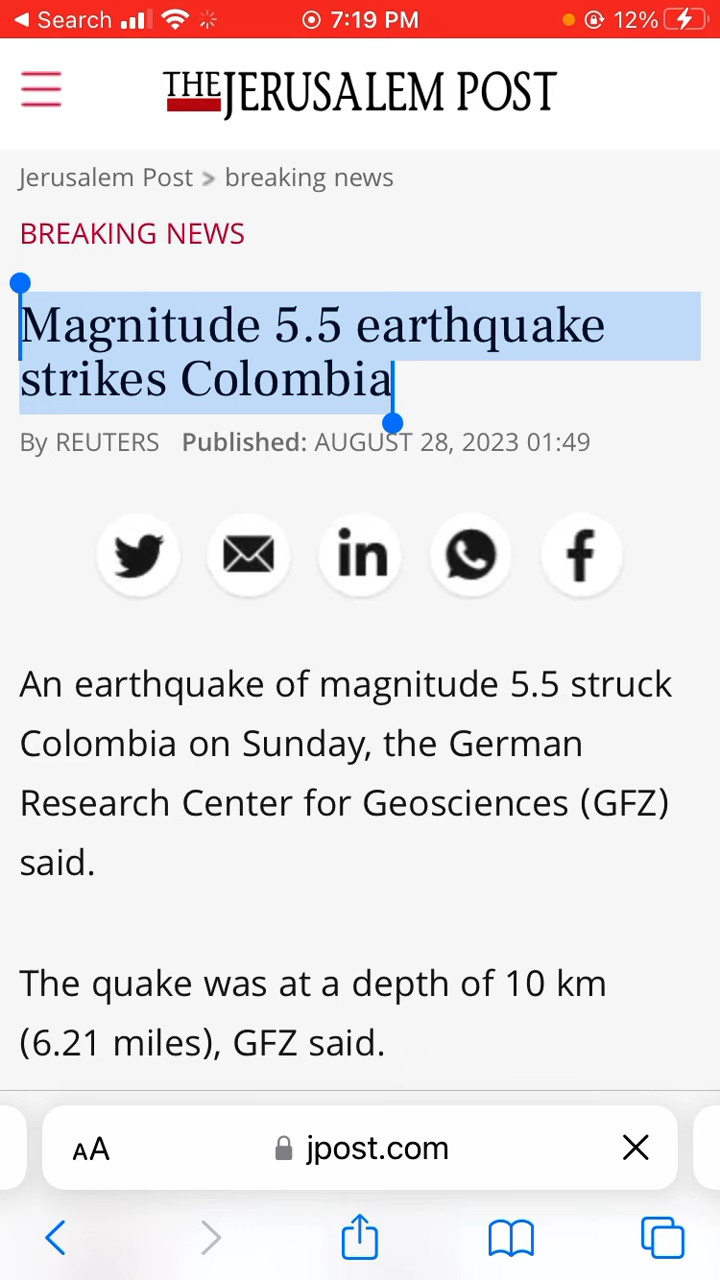 Search 7:19 PM 12%
THE JERUSALEM POST
Jerusalem Post > breaking news
BREAKING NEWS
Magnitude 5.5 earthquake
strikes Colombia
By REUTERS Published: AUGUST 28, 2023 01:49
An earthquake of magnitude 5.5 struck
Colombia on Sunday, the German
Research Center for Geosciences (GFZ)
said.
The quake was at a depth of 10 km
(6.21 miles), GFZ said.
AA jpost.com